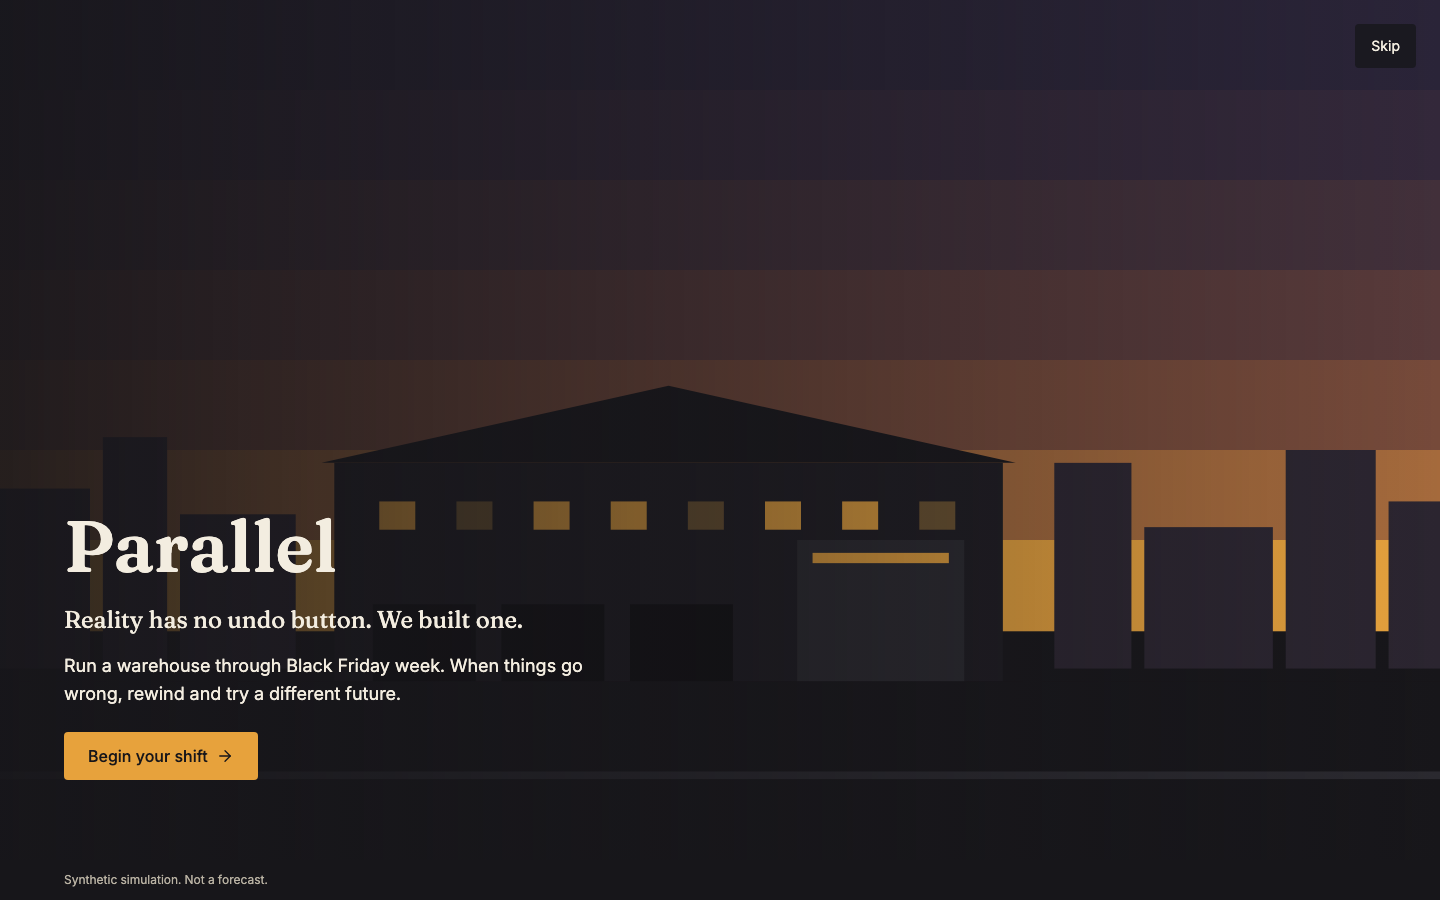 Skip
Parallel
Reality has no undo button. We built one.
Run a warehouse through Black Friday week. When things go
wrong, rewind and try a different future.
Begin your shift →
Synthetic simulation. Not a forecast.